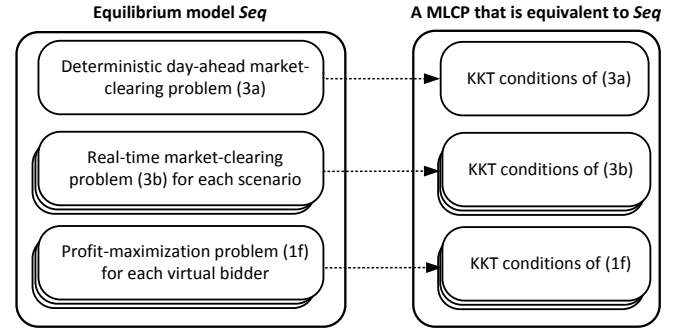 Equilibrium model Seq
A MLCP that is equivalent to Seq
Deterministic day-ahead market-
clearing problem (3a)
KKT conditions of (3a)
Real-time market-clearing
problem (3b) for each scenario
KKT conditions of (3b)
Profit-maximization problem (1f)
for each virtual bidder
KKT conditions of (1f)